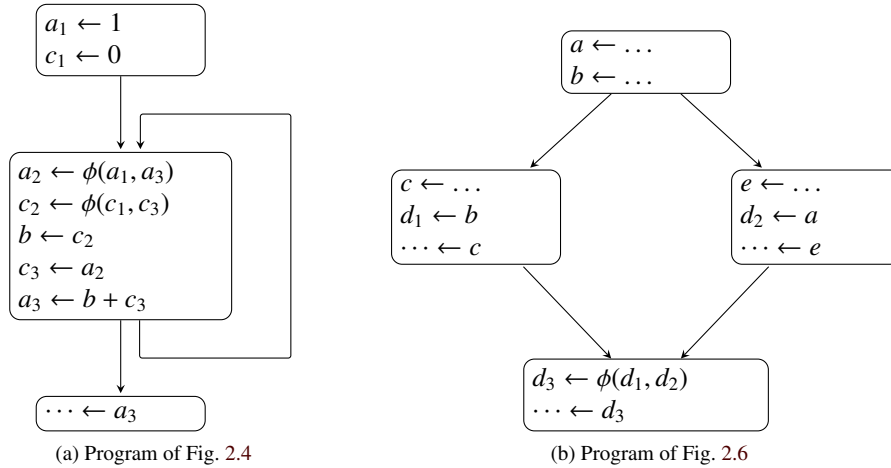 a₁ ← 1
c₁ ← 0
a₂ ← ϕ(a₁, a₃)
c₂ ← ϕ(c₁, c₃)
b ← c₂
c₃ ← a₂
a₃ ← b + c₃
⋯ ← a₃
(a) Program of Fig. 2.4
a ← …
b ← …
c ← …
d₁ ← b
⋯ ← c
e ← …
d₂ ← a
⋯ ← e
d₃ ← ϕ(d₁, d₂)
⋯ ← d₃
(b) Program of Fig. 2.6